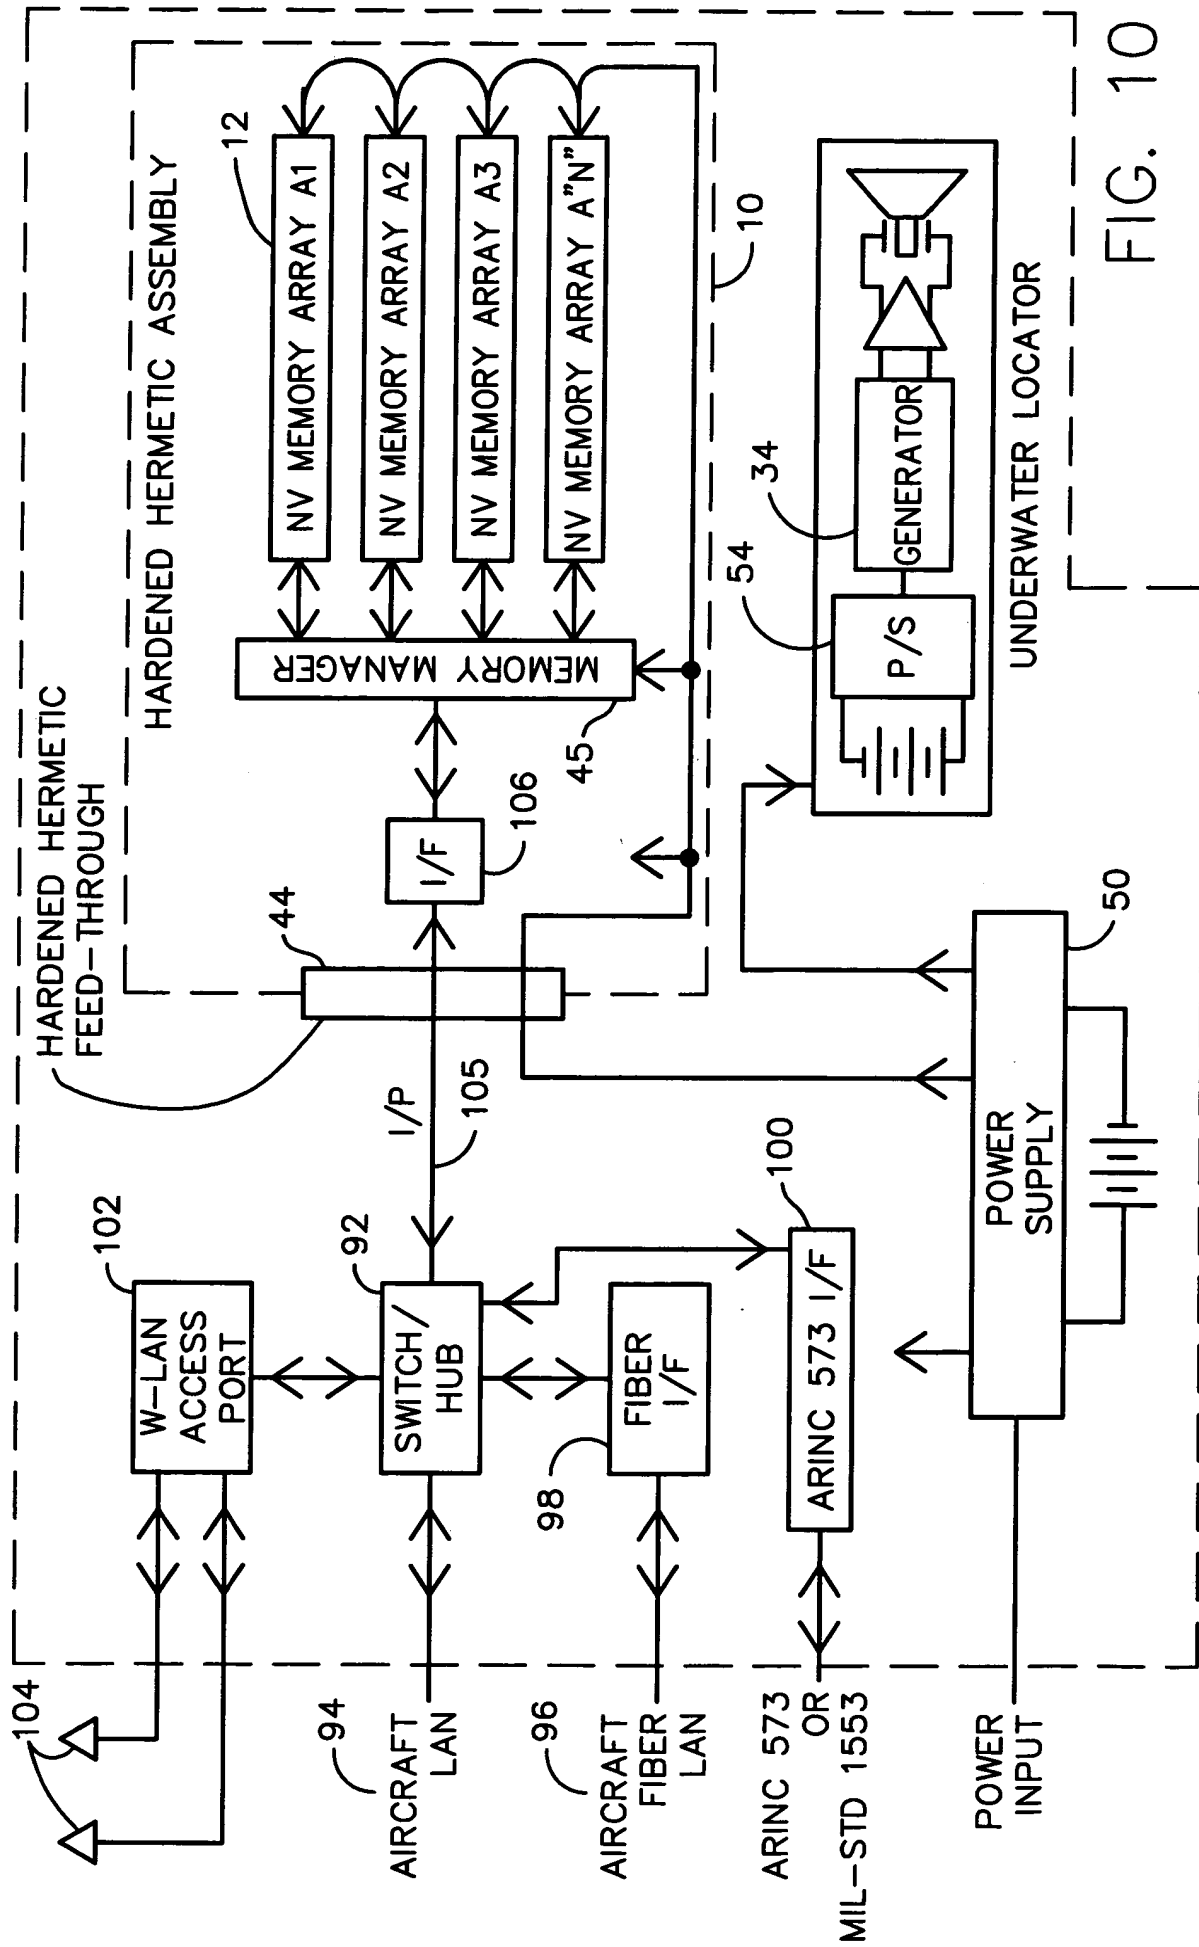 HARDENED HERMETIC
FEED-THROUGH
HARDENED HERMETIC ASSEMBLY
104
102
W-LAN
ACCESS
PORT
44
12
NV MEMORY ARRAY A1
NV MEMORY ARRAY A2
NV MEMORY ARRAY A3
NV MEMORY ARRAY A"N"
MEMORY MANAGER
45
I/F
106
I/P
105
92
SWITCH/
HUB
94
AIRCRAFT
LAN
96
AIRCRAFT
FIBER
LAN
98
FIBER
I/F
100
ARINC 573 I/F
ARINC 573
OR
MIL-STD 1553
10
54
34
P/S
GENERATOR
UNDERWATER LOCATOR
POWER
INPUT
POWER
SUPPLY
50
FIG. 10